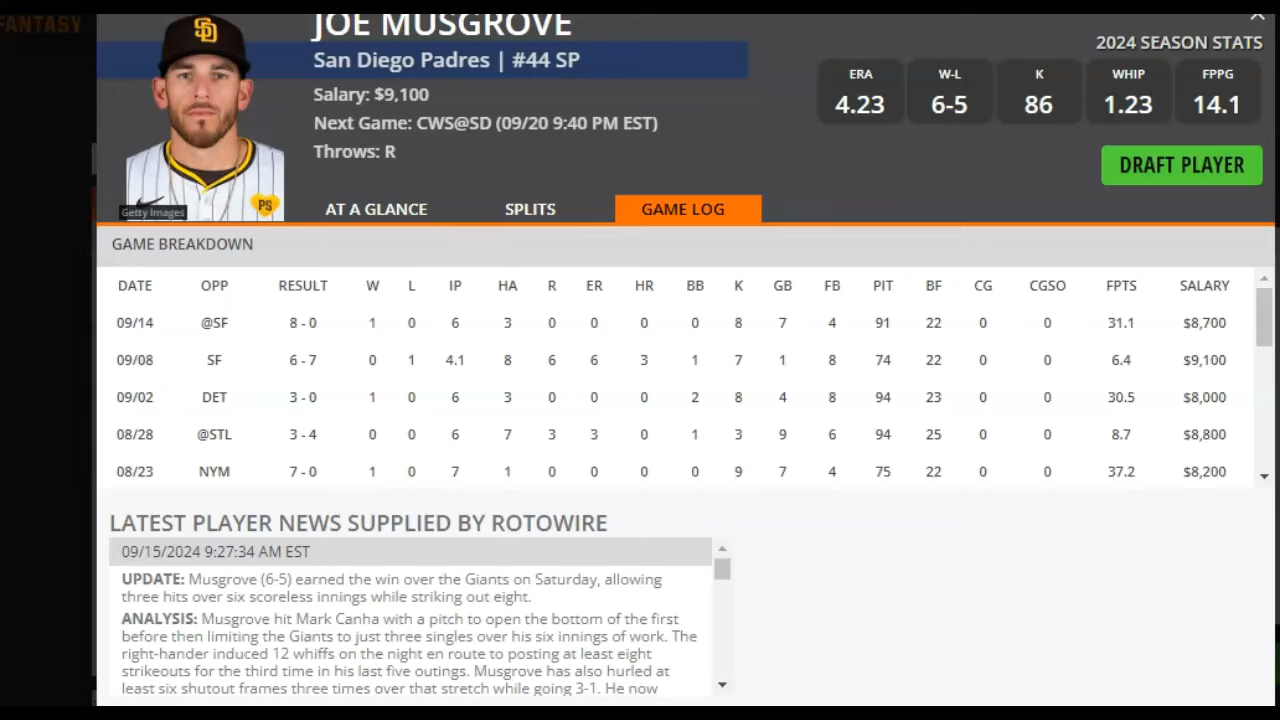 FANTASY
JOE MUSGROVE
2024 SEASON STATS
San Diego Padres | #44 SP
Salary: $9,100
Next Game: CWS@SD (09/20 9:40 PM EST)
Throws: R
ERA W-L K WHIP FPPG
4.23 6-5 86 1.23 14.1
DRAFT PLAYER
SD
PS
Getty Images
AT A GLANCE SPLITS GAME LOG
GAME BREAKDOWN
DATE OPP RESULT W L IP HA R ER HR BB K GB FB PIT BF CG CGSO FPTS SALARY
09/14 @SF 8 - 0 1 0 6 3 0 0 0 0 8 7 4 91 22 0 0 31.1 $8,700
09/08 SF 6 - 7 0 1 4.1 8 6 6 3 1 7 1 8 74 22 0 0 6.4 $9,100
09/02 DET 3 - 0 1 0 6 3 0 0 0 2 8 4 8 94 23 0 0 30.5 $8,000
08/28 @STL 3 - 4 0 0 6 7 3 3 0 1 3 9 6 94 25 0 0 8.7 $8,800
08/23 NYM 7 - 0 1 0 7 1 0 0 0 0 9 7 4 75 22 0 0 37.2 $8,200
LATEST PLAYER NEWS SUPPLIED BY ROTOWIRE
09/15/2024 9:27:34 AM EST
UPDATE: Musgrove (6-5) earned the win over the Giants on Saturday, allowing
three hits over six scoreless innings while striking out eight.
ANALYSIS: Musgrove hit Mark Canha with a pitch to open the bottom of the first
before then limiting the Giants to just three singles over his six innings of work. The
right-hander induced 12 whiffs on the night en route to posting at least eight
strikeouts for the third time in his last five outings. Musgrove has also hurled at
least six shutout frames three times over that stretch while going 3-1. He now